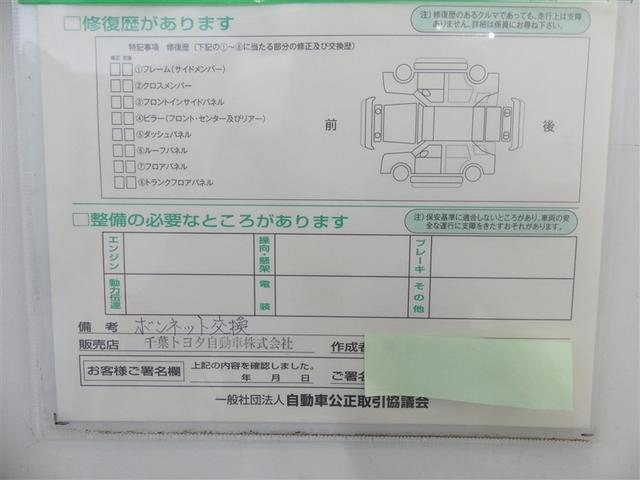 □修復歴があります
注）修復歴のあるクルマであっても、走行上は支障
ありません。詳細は係員にお尋ね下さい。
特記事項　修復歴（下記の①～⑧に当たる部分の修正及び交換歴）
修正 交換
①フレーム（サイドメンバー）
②クロスメンバー
③フロントインサイドパネル
④ピラー（フロント・センター及びリアー）
⑤ダッシュパネル
⑥ルーフパネル
⑦フロアパネル
⑧トランクフロアパネル
前
後
□整備の必要なところがあります
注）保安基準に適合しないところがあり、車両の安
全な運行に支障をきたすおそれがあります。
エンジン
操向・懸架
ブレーキ
動力伝達
電装
その他
備考　ボンネット交換
販売店　千葉トヨタ自動車株式会社　作成者
お客様ご署名欄
上記の内容を確認しました。
年　月　日　ご署
一般社団法人 自動車公正取引協議会